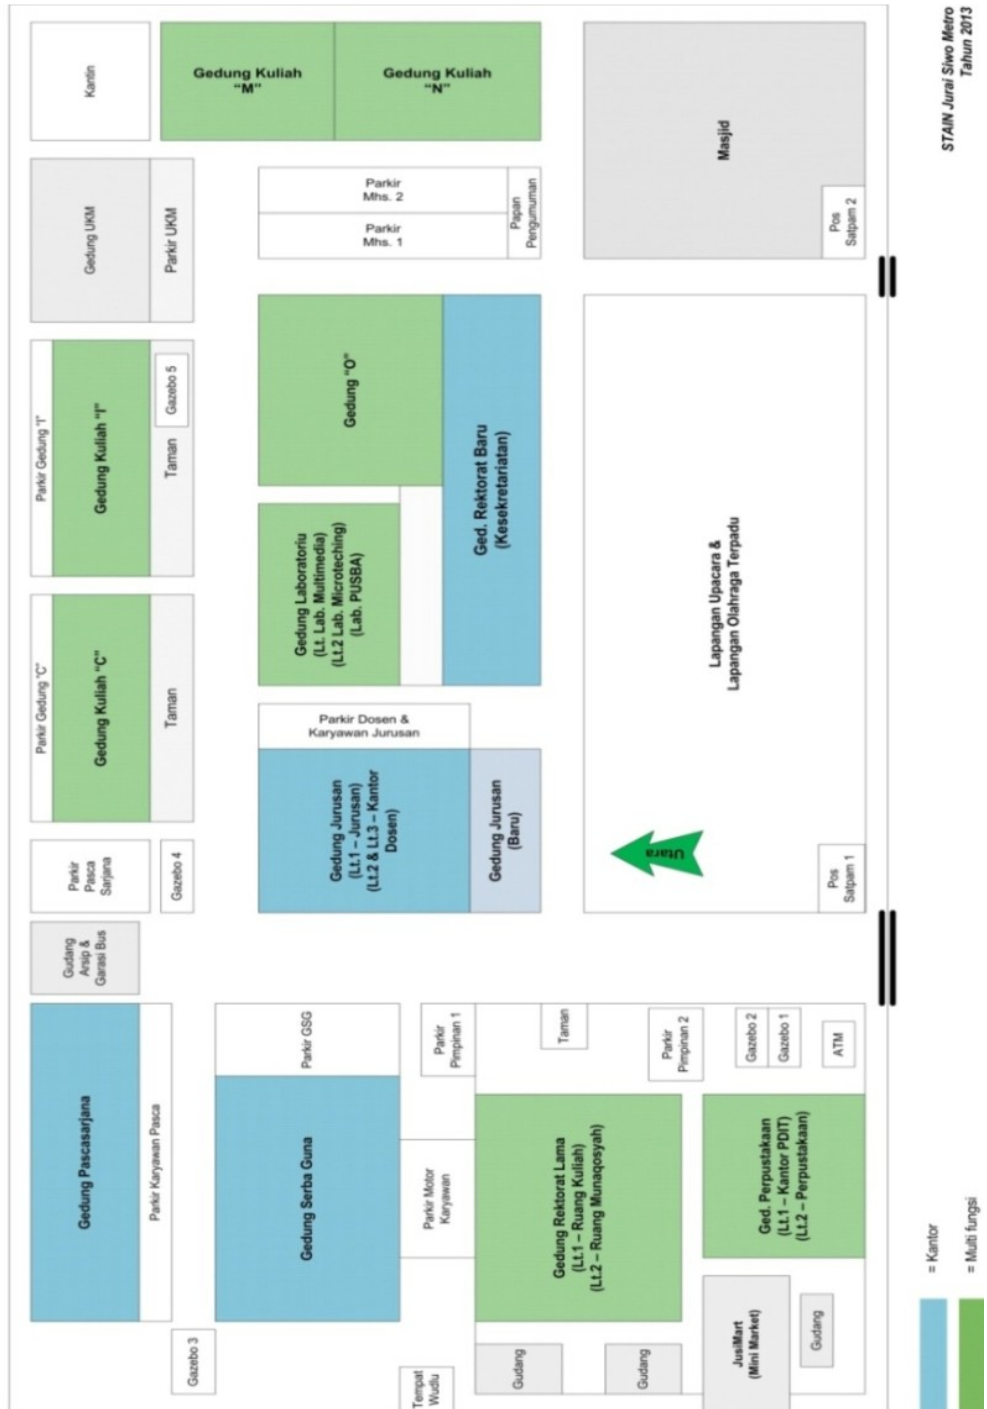 STAIN Jurai Siwo Metro
Tahun 2013
Kantin
Gedung Kuliah
“M”
Gedung Kuliah
“N”
Masjid
Pos
Satpam 2
Gedung UKM
Parkir UKM
Parkir
Mhs. 2
Parkir
Mhs. 1
Papan
Pengumuman
Parkir Gedung “I”
Gedung Kuliah “I”
Gazebo 5
Taman
Gedung “O”
Ged. Rektorat Baru
(Kesekretariatan)
Gedung Laboratoriu
(Lt. Lab. Multimedia)
(Lt.2 Lab. Microteching)
(Lab. PUSBA)
Lapangan Upacara &
Lapangan Olahraga Terpadu
Parkir Gedung “C”
Gedung Kuliah “C”
Taman
Parkir Dosen &
Karyawan Jurusan
Gedung Jurusan
(Lt.1 – Jurusan)
(Lt.2 & Lt.3 – Kantor
Dosen)
Gedung Jurusan
(Baru)
Utara
Pos
Satpam 1
Parkir
Pasca
Sarjana
Gazebo 4
Gudang
Arsip &
Garasi Bus
Gedung Pascasarjana
Parkir Karyawan Pasca
Parkir GSG
Gedung Serba Guna
Parkir
Pimpinan 1
Taman
Parkir
Pimpinan 2
Gazebo 2
Gazebo 1
ATM
Parkir Motor
Karyawan
Gedung Rektorat Lama
(Lt.1 – Ruang Kuliah)
(Lt.2 – Ruang Munaqosyah)
Ged. Perpustakaan
(Lt.1 – Kantor PDIT)
(Lt.2 – Perpustakaan)
Gazebo 3
Tempat
Wudlu
Gudang
Gudang
JusiMart
(Mini Market)
Gudang
= Kantor
= Multi fungsi